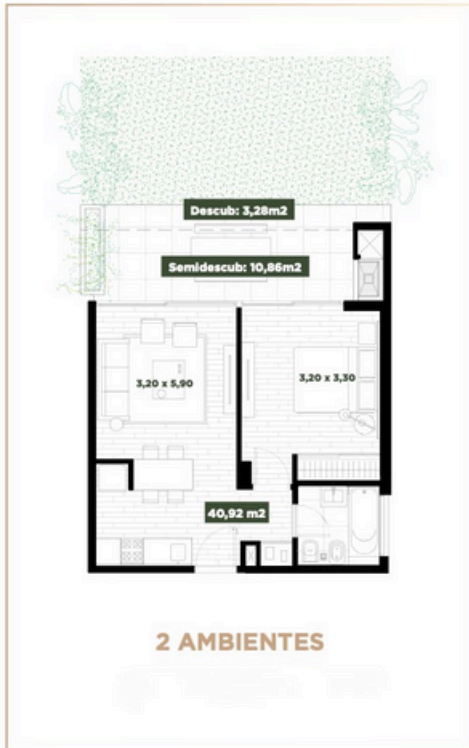 Descub: 3,28m2
Semidescub: 10,86m2
3,20 x 5,90
3,20 x 3,30
40,92 m2
2 AMBIENTES